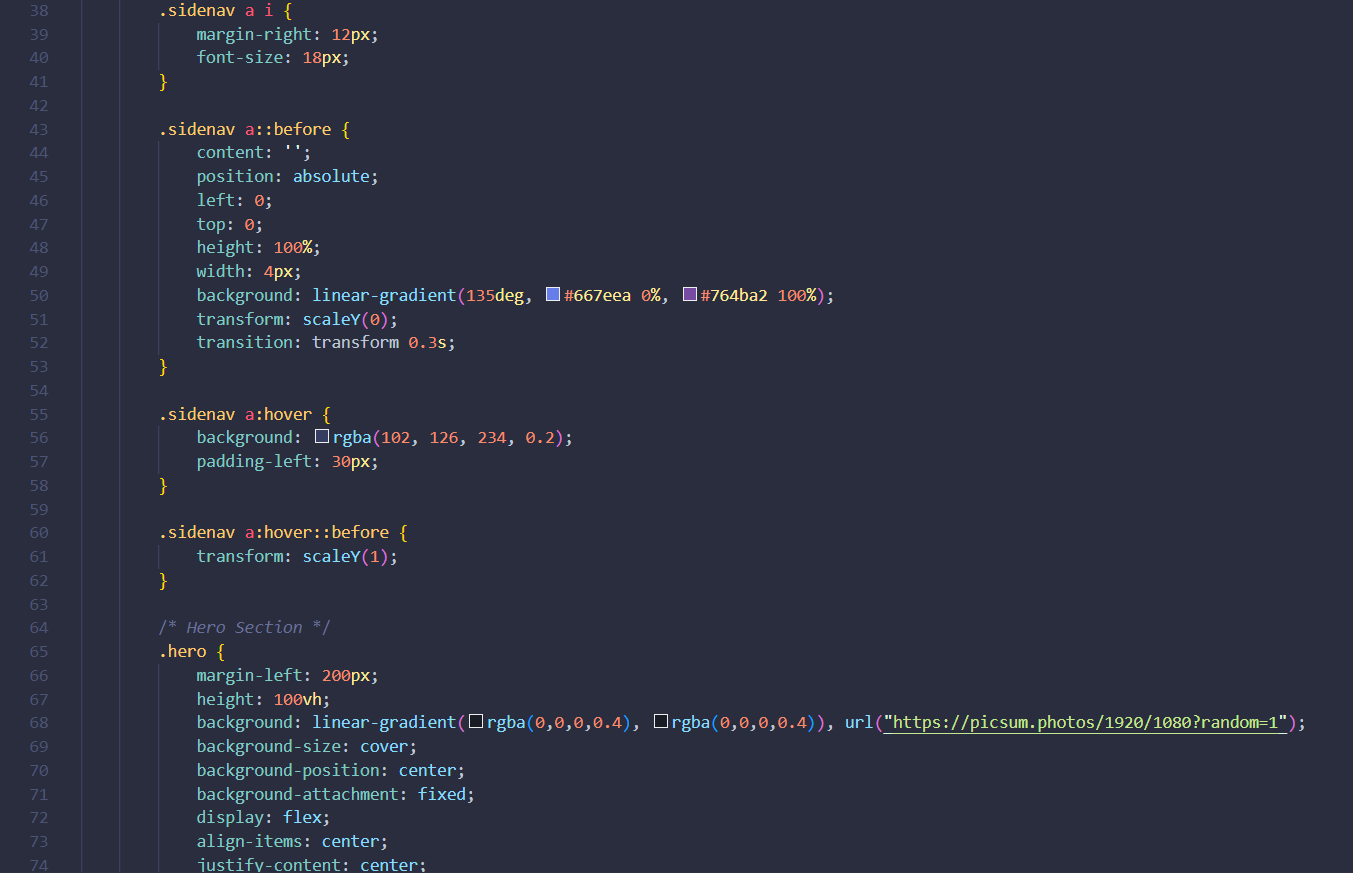 38 .sidenav a i {
39 margin-right: 12px;
40 font-size: 18px;
41 }
42
43 .sidenav a::before {
44 content: '';
45 position: absolute;
46 left: 0;
47 top: 0;
48 height: 100%;
49 width: 4px;
50 background: linear-gradient(135deg, #667eea 0%, #764ba2 100%);
51 transform: scaleY(0);
52 transition: transform 0.3s;
53 }
54
55 .sidenav a:hover {
56 background: rgba(102, 126, 234, 0.2);
57 padding-left: 30px;
58 }
59
60 .sidenav a:hover::before {
61 transform: scaleY(1);
62 }
63
64 /* Hero Section */
65 .hero {
66 margin-left: 200px;
67 height: 100vh;
68 background: linear-gradient(rgba(0,0,0,0.4), rgba(0,0,0,0.4)), url("https://picsum.photos/1920/1080?random=1");
69 background-size: cover;
70 background-position: center;
71 background-attachment: fixed;
72 display: flex;
73 align-items: center;
74 justify-content: center;